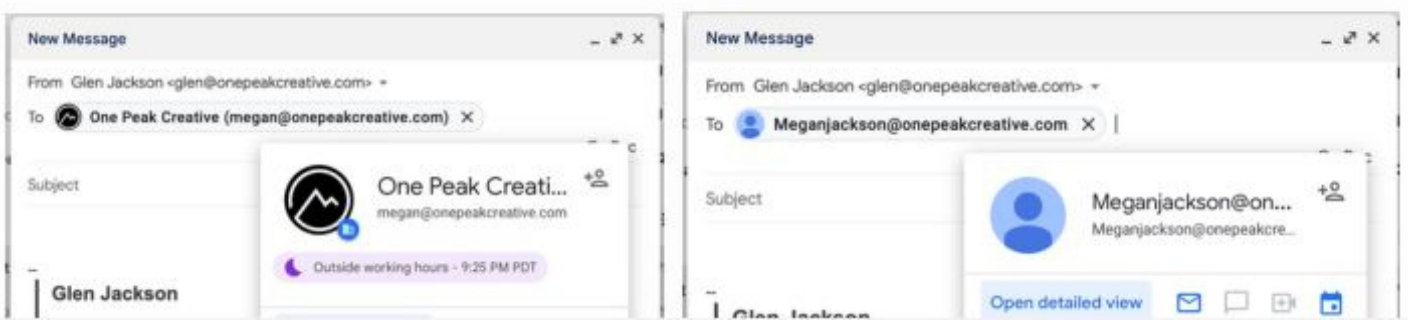 New Message
From Glen Jackson <glen@onepeakcreative.com>
To One Peak Creative (megan@onepeakcreative.com)
Subject
One Peak Creati...
megan@onepeakcreative.com
Outside working hours - 9:25 PM PDT
Glen Jackson
New Message
From Glen Jackson <glen@onepeakcreative.com>
To Meganjackson@onepeakcreative.com
Subject
Meganjackson@on...
Meganjackson@onepeakcre...
Open detailed view
Glen Jackson